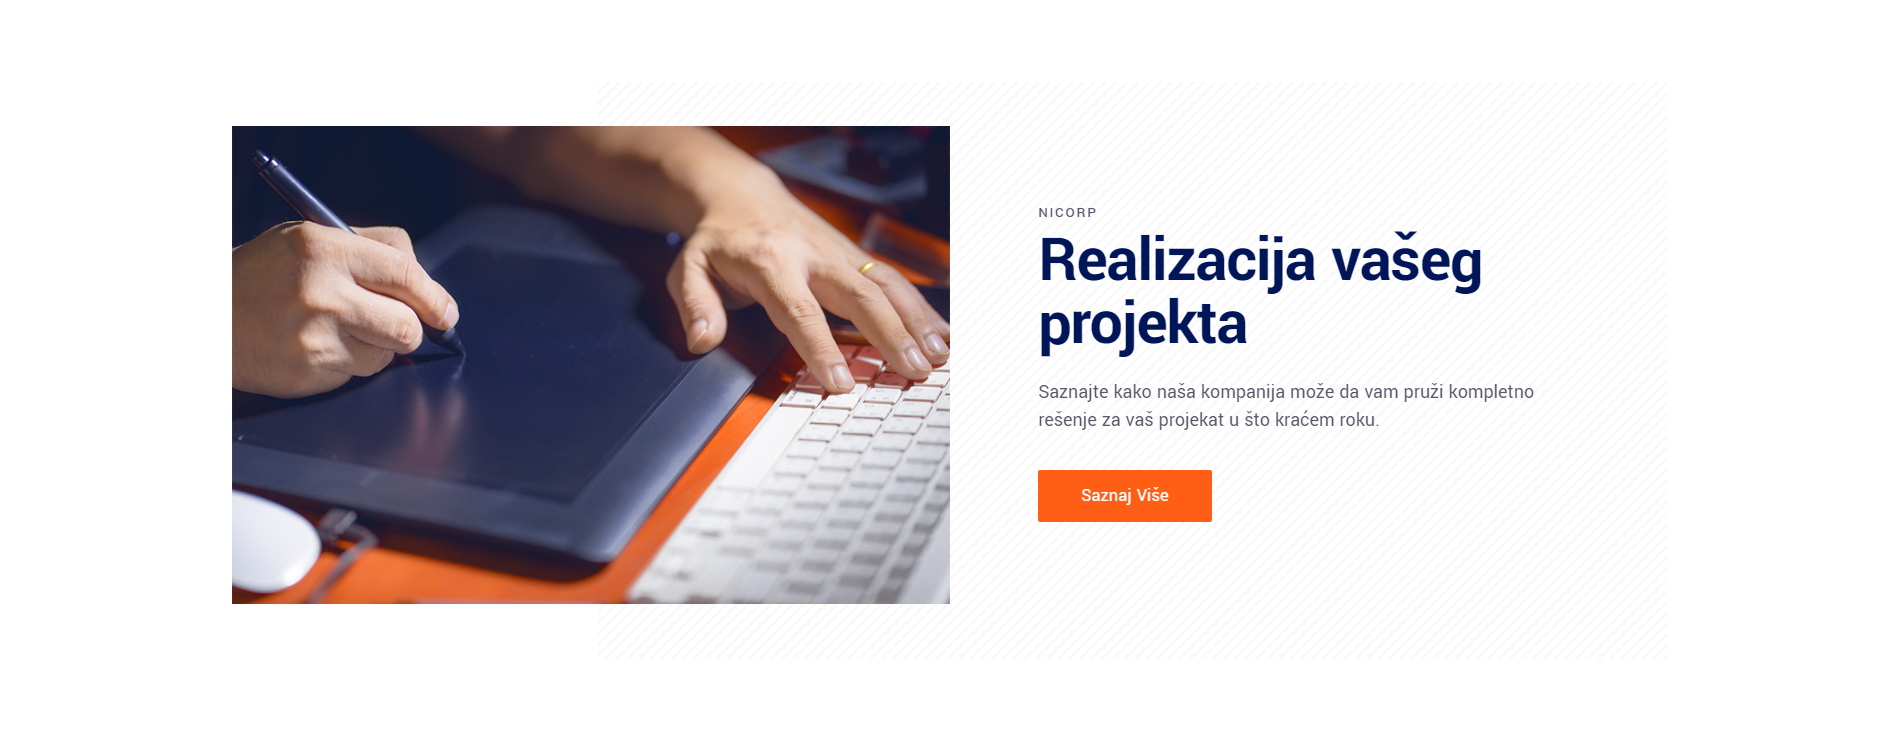 NICORP
Realizacija vašeg
projekta
Saznajte kako naša kompanija može da vam pruži kompletno
rešenje za vaš projekat u što kraćem roku.
Saznaj Više